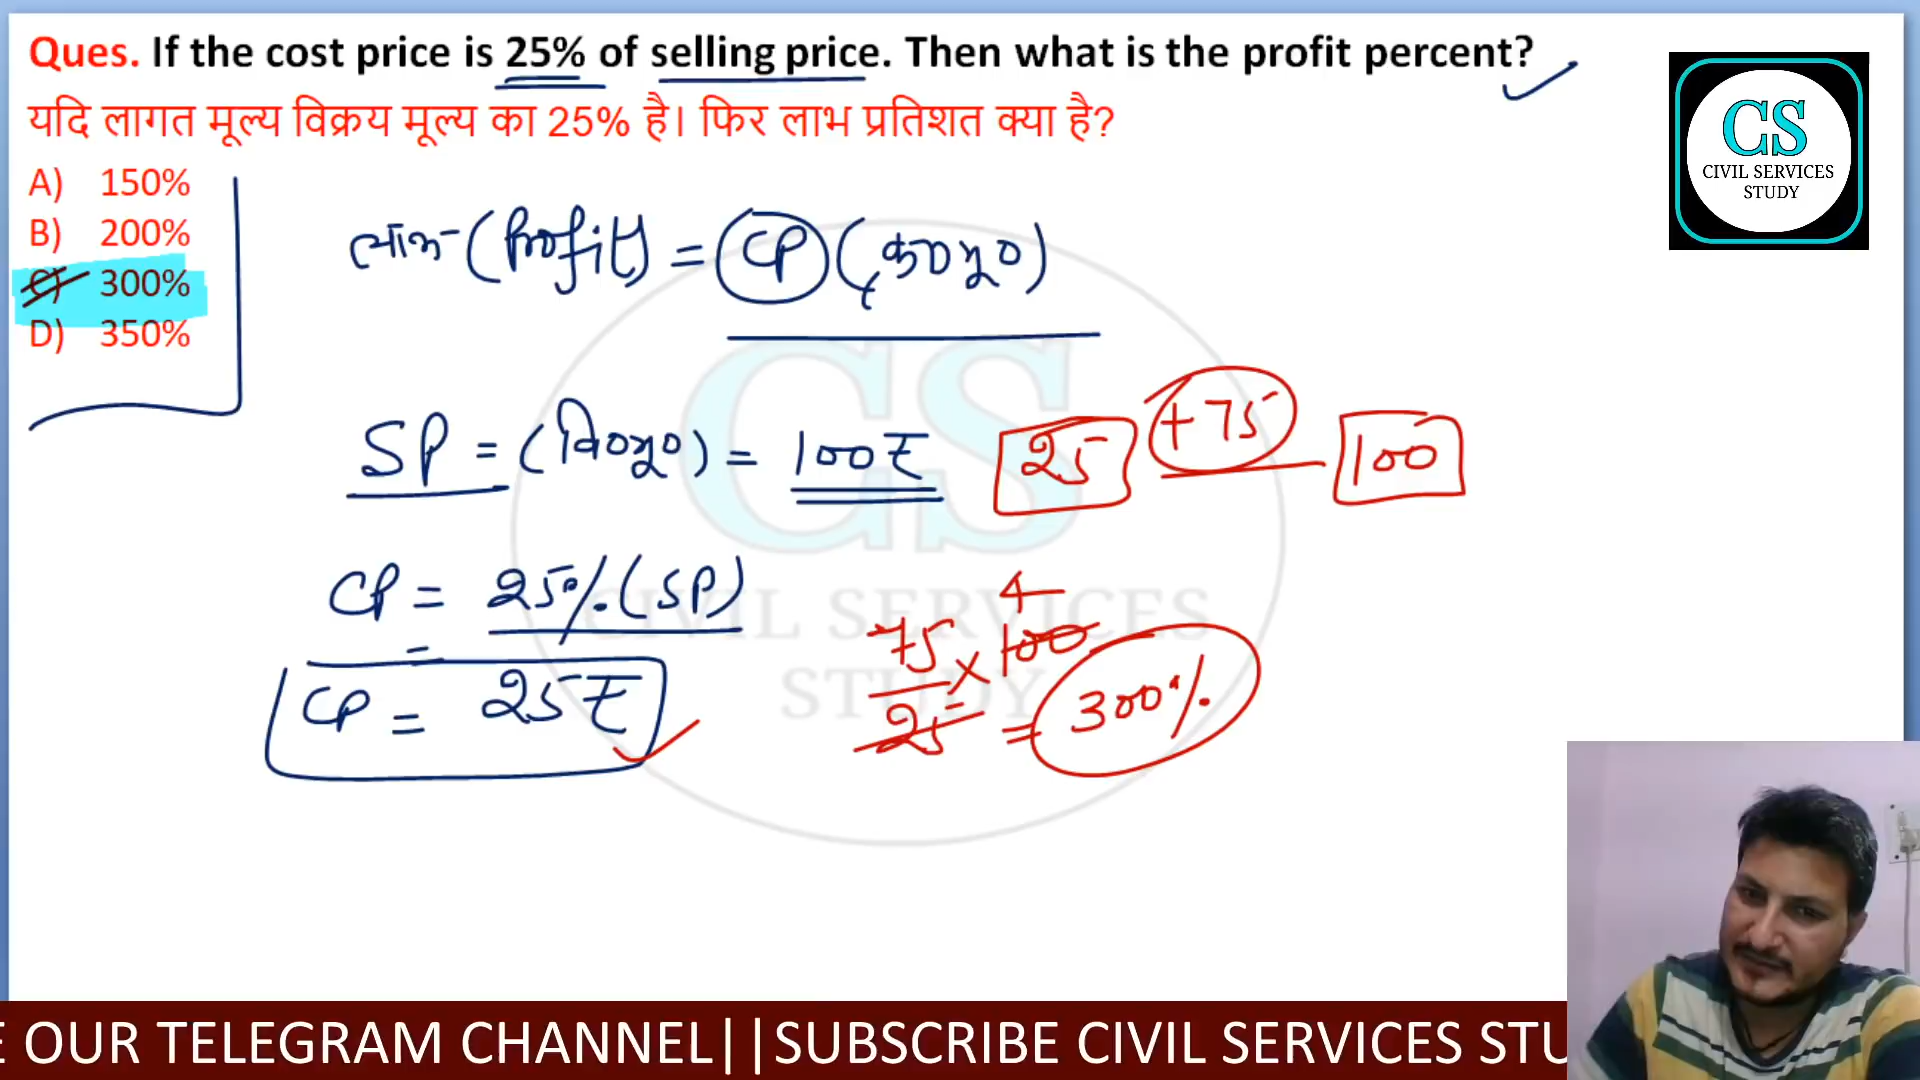 Ques. If the cost price is 25% of selling price. Then what is the profit percent?
यदि लागत मूल्य विक्रय मूल्य का 25% है। फिर लाभ प्रतिशत क्या है?
A) 150%
B) 200%
C) 300%
D) 350%
CS
CIVIL SERVICES
STUDY
लाभ (Profit) = CP (क्र०मू०)
SP = (वि०मू०) = 100₹
25 +75 100
CP = 25% (SP)
CP = 25₹
75/25 × 100 4 = 300%
CS
CIVIL SERVICES
STUDY
E OUR TELEGRAM CHANNEL||SUBSCRIBE CIVIL SERVICES STU